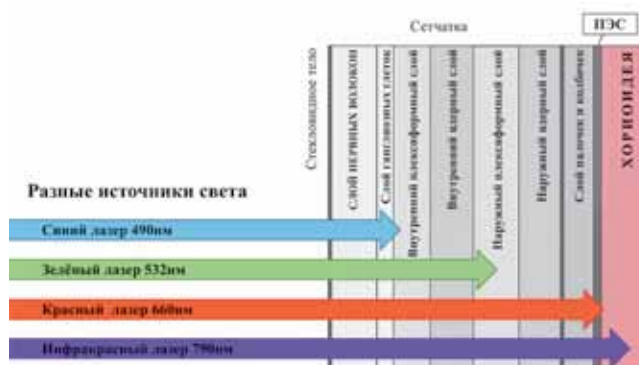 Сетчатка
ПЭС
Стекловидное тело
Слой нервных волокон
Слой ганглиозных клеток
Внутренний плексиформный слой
Внутренний ядерный слой
Наружный плексиформный слой
Наружный ядерный слой
Слой палочек и колбочек
ХОРИОИДЕЯ
Разные источники света
Синий лазер 490нм
Зелёный лазер 532нм
Красный лазер 660нм
Инфракрасный лазер 790нм